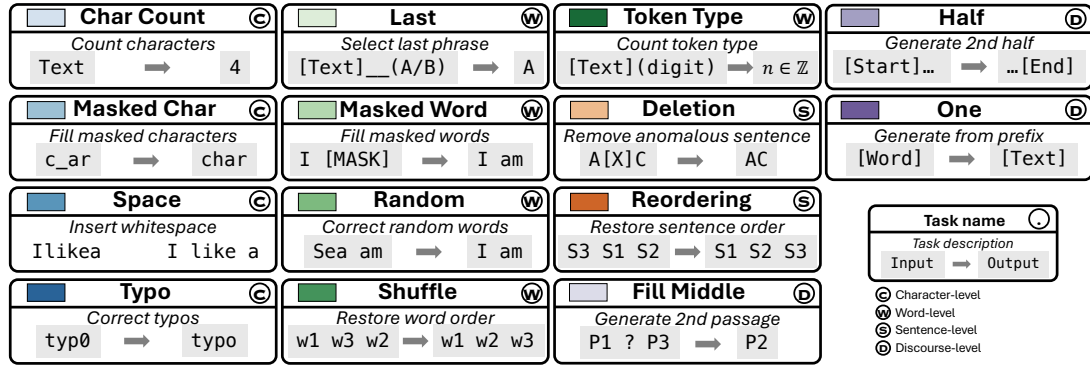 Char Count Ⓒ
Count characters
Text → 4
Last Ⓦ
Select last phrase
[Text]__(A/B) → A
Token Type Ⓦ
Count token type
[Text](digit) → n ∈ ℤ
Half Ⓓ
Generate 2nd half
[Start]… → …[End]
Masked Char Ⓒ
Fill masked characters
c_ar → char
Masked Word Ⓦ
Fill masked words
I [MASK] → I am
Deletion Ⓢ
Remove anomalous sentence
A[X]C → AC
One Ⓓ
Generate from prefix
[Word] → [Text]
Space Ⓒ
Insert whitespace
Ilikea I like a
Random Ⓦ
Correct random words
Sea am → I am
Reordering Ⓢ
Restore sentence order
S3 S1 S2 → S1 S2 S3
Typo Ⓒ
Correct typos
typ0 → typo
Shuffle Ⓦ
Restore word order
w1 w3 w2 → w1 w2 w3
Fill Middle Ⓓ
Generate 2nd passage
P1 ? P3 → P2
Task name .
Task description
Input → Output
Ⓒ Character-level
Ⓦ Word-level
Ⓢ Sentence-level
Ⓓ Discourse-level